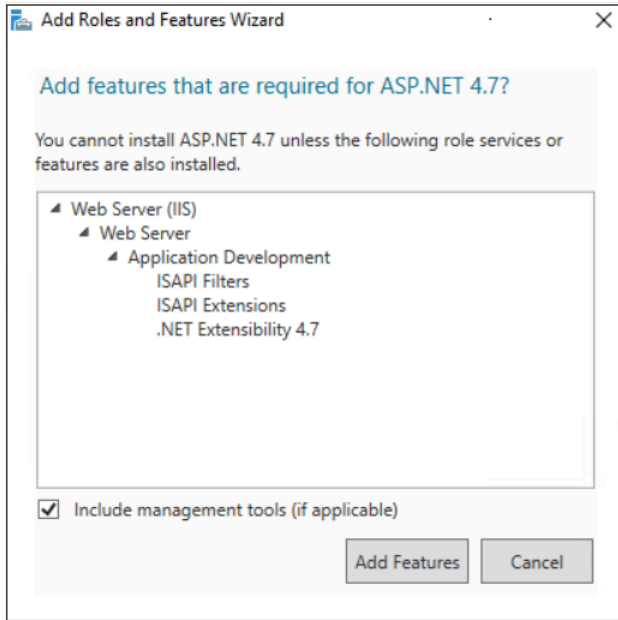 Add Roles and Features Wizard
Add features that are required for ASP.NET 4.7?
You cannot install ASP.NET 4.7 unless the following role services or
features are also installed.
Web Server (IIS)
Web Server
Application Development
ISAPI Filters
ISAPI Extensions
.NET Extensibility 4.7
Include management tools (if applicable)
Add Features
Cancel